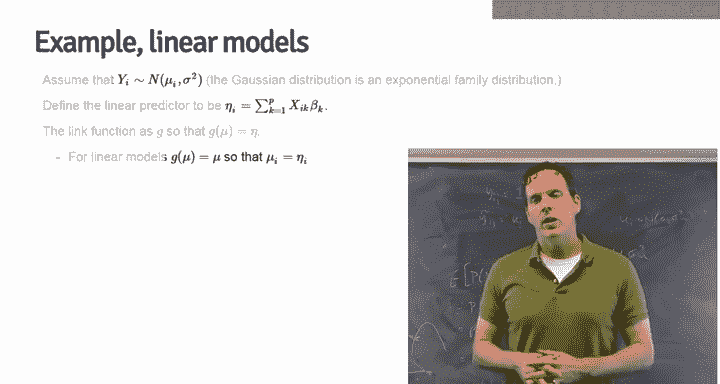 Example, linear models
Assume that Y_i ∼ N(μ_i, σ²) (the Gaussian distribution is an exponential family distribution.)
Define the linear predictor to be η_i = ∑_{k=1}^{p} X_{ik} β_k.
The link function as g so that g(μ) = η.
- For linear models g(μ) = μ so that μ_i = η_i